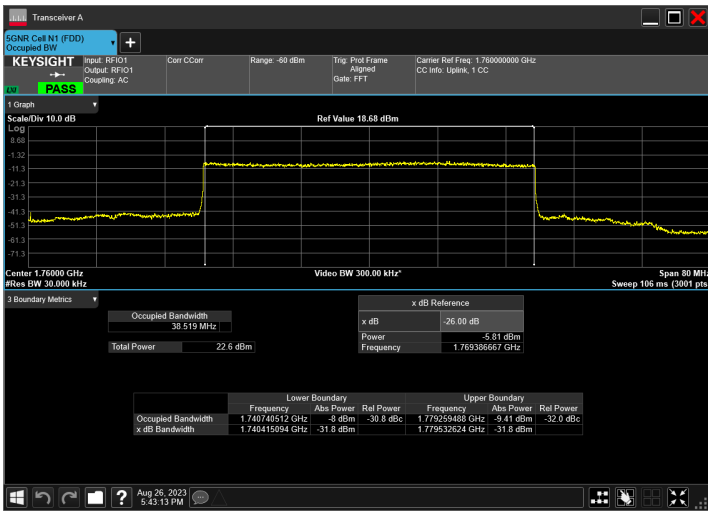 Transceiver A
5GNR Cell N1 (FDD)
Occupied BW
KEYSIGHT
PASS
Input: RFIO1
Output: RFIO1
Coupling: AC
Corr CCorr
Range: -60 dBm
Trig: Prot Frame
Aligned
Gate: FFT
Carrier Ref Freq: 1.760000000 GHz
CC Info: Uplink, 1 CC
1 Graph
Scale/Div 10.0 dB
Ref Value 18.68 dBm
Log
8.68
-1.32
-11.3
-21.3
-31.3
-41.3
-51.3
-61.3
-71.3
Center 1.76000 GHz
Video BW 300.00 kHz*
Span 80 MHz
#Res BW 30.000 kHz
Sweep 106 ms (3001 pts
3 Boundary Metrics
Occupied Bandwidth
38.519 MHz
Total Power 22.6 dBm
x dB Reference
x dB -26.00 dB
Power -5.81 dBm
Frequency 1.769386667 GHz
Lower Boundary Upper Boundary
Frequency Abs Power Rel Power Frequency Abs Power Rel Power
Occupied Bandwidth 1.740740512 GHz -8 dBm -30.8 dBc 1.779259488 GHz -9.41 dBm -32.0 dBc
x dB Bandwidth 1.740415094 GHz -31.8 dBm 1.779532624 GHz -31.8 dBm
Aug 26, 2023
5:43:13 PM